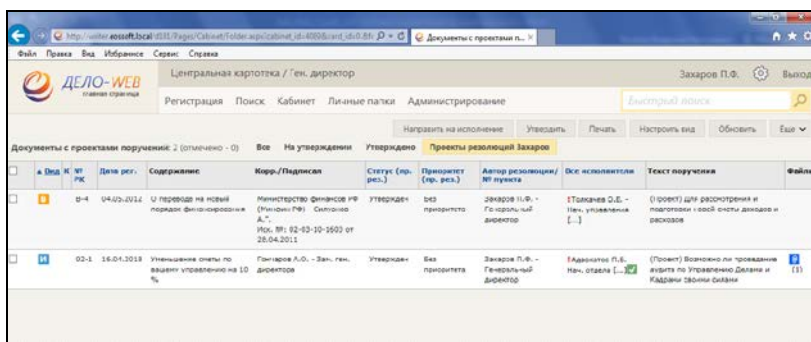 Документы с проектами п...
Файл Правка Вид Избранное Сервис Справка
ДЕЛО-WEB
главная страница
Центральная картотека / Ген. директор
Захаров П.Ф.
Выход
Регистрация Поиск Кабинет Личные папки Администрирование
Быстрый поиск
Направить на исполнение Утвердить Печать Настроить вид Обновить Еще
Документы с проектами поручений: 2 (отмечено - 0) Все На утверждении Утверждено Проекты резолюций Захаров
Вид К № РК Дата рег. Содержание Корр./Подписал Статус (пр. рез.) Приоритет (пр. рез.) Автор резолюции/ № пункта Все исполнители Текст поручения Файлы
В-4 04.05.2012 О переводе на новый порядок финансирования
Министерство финансов РФ (Минфин РФ)
Исх. №: 02-03-10-1603 от 28.04.2011
Утвержден Без приоритета Захаров П.Ф. - Генеральный директор
Толкачев О.Е. - Нач. управления [...]
(Проект) Для рассмотрения и подготовки новой сметы доходов и расходов
И 02-1 16.04.2013 Уменьшение сметы по вашему управлению на 10 %
Гончаров А.О. - Зам. ген. директора
Утвержден Без приоритета Захаров П.Ф. - Генеральный директор
Нач. отдела [...]
(Проект) Возможно ли проведение аудита по Управлению Делами и Кадрами своими силами
(1)